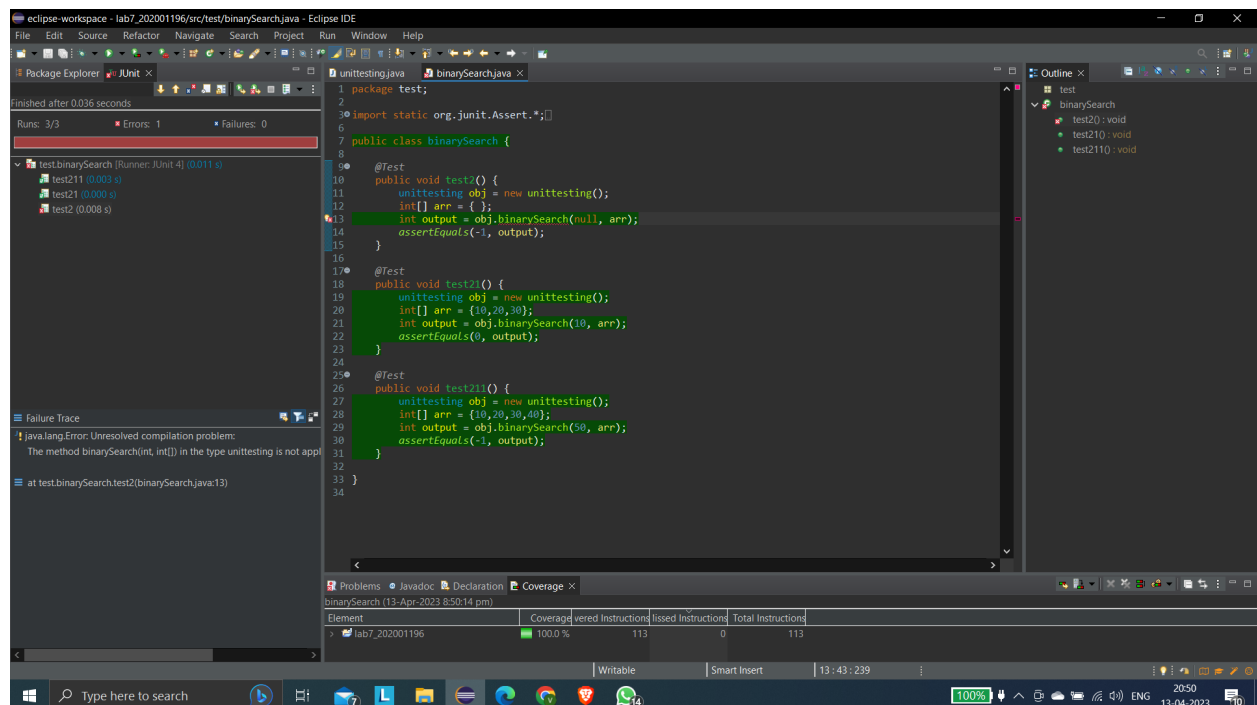 eclipse-workspace - lab7_202001196/src/test/binarySearch.java - Eclipse IDE
File Edit Source Refactor Navigate Search Project Run Window Help
Package Explorer JUnit
Finished after 0.036 seconds
Runs: 3/3 Errors: 1 Failures: 0
test.binarySearch [Runner: JUnit 4] (0.011 s)
test211 (0.003 s)
test21 (0.000 s)
test2 (0.008 s)
Failure Trace
java.lang.Error: Unresolved compilation problem:
The method binarySearch(int, int[]) in the type unittesting is not appl
at test.binarySearch.test2(binarySearch.java:13)
unittesting.java binarySearch.java
1 package test;
2
3 import static org.junit.Assert.*;
6
7 public class binarySearch {
8
9 @Test
10 public void test2() {
11 unittesting obj = new unittesting();
12 int[] arr = { };
13 int output = obj.binarySearch(null, arr);
14 assertEquals(-1, output);
15 }
16
17 @Test
18 public void test21() {
19 unittesting obj = new unittesting();
20 int[] arr = {10,20,30};
21 int output = obj.binarySearch(10, arr);
22 assertEquals(0, output);
23 }
24
25 @Test
26 public void test211() {
27 unittesting obj = new unittesting();
28 int[] arr = {10,20,30,40};
29 int output = obj.binarySearch(50, arr);
30 assertEquals(-1, output);
31 }
32
33 }
34
Outline
test
binarySearch
test2() : void
test21() : void
test211() : void
Problems Javadoc Declaration Coverage
binarySearch (13-Apr-2023 8:50:14 pm)
Element Coverage vered Instructions lissed Instructions Total Instructions
lab7_202001196 100.0 % 113 0 113
Writable Smart Insert 13 : 43 : 239
Type here to search 7 14 100% ENG 20:50
13-04-2023 10